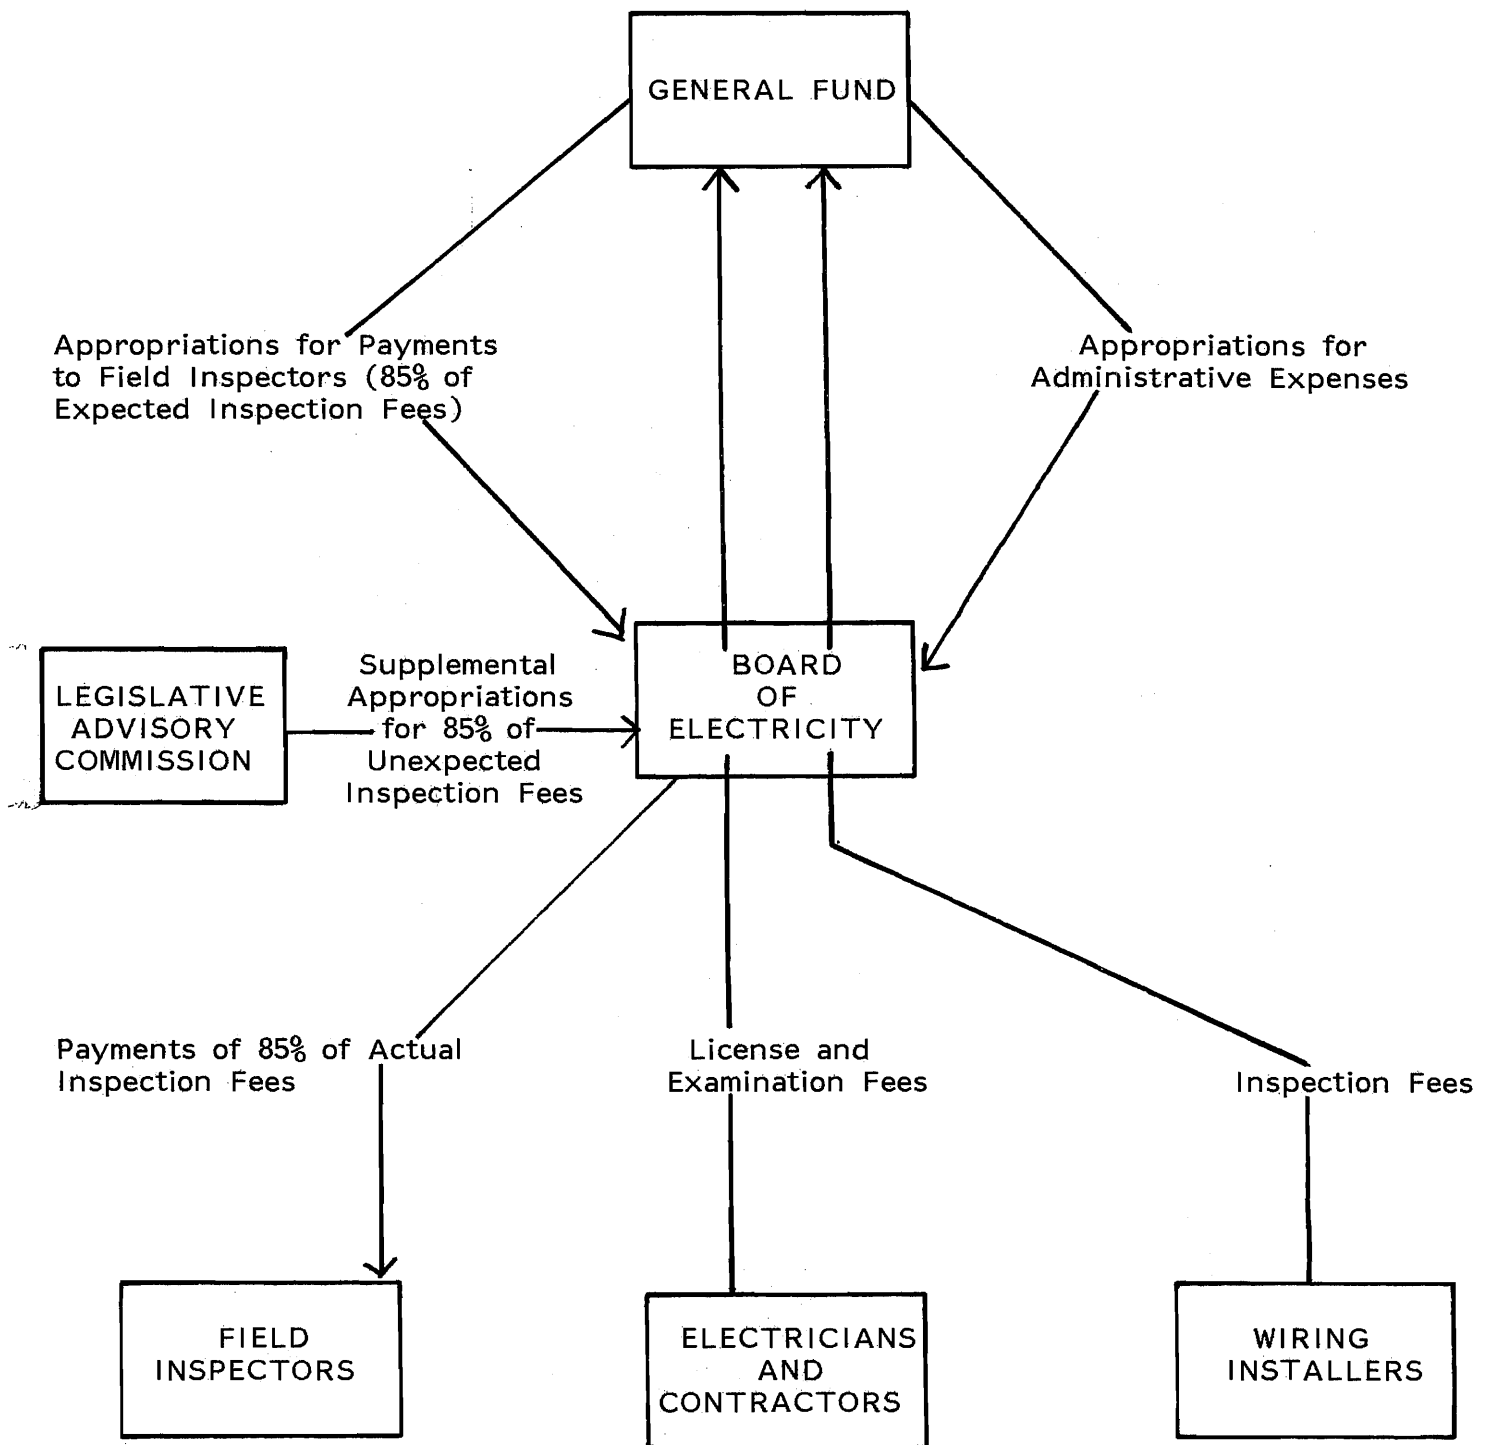 GENERAL FUND
Appropriations for Payments
to Field Inspectors (85% of
Expected Inspection Fees)
Appropriations for
Administrative Expenses
LEGISLATIVE
ADVISORY
COMMISSION
Supplemental
Appropriations
for 85% of
Unexpected
Inspection Fees
BOARD
OF
ELECTRICITY
Payments of 85% of Actual
Inspection Fees
License and
Examination Fees
Inspection Fees
FIELD
INSPECTORS
ELECTRICIANS
AND
CONTRACTORS
WIRING
INSTALLERS